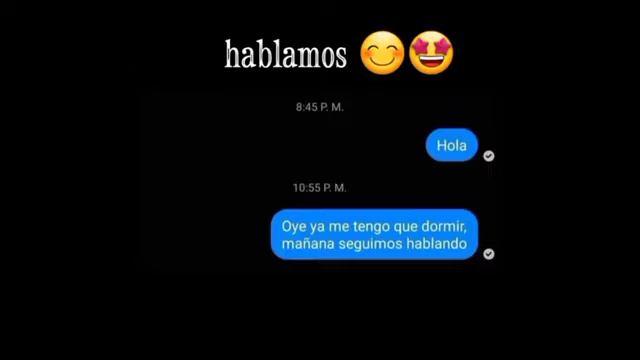 hablamos 😊🤩
8:45 P. M.
Hola
10:55 P. M.
Oye ya me tengo que dormir,
mañana seguimos hablando